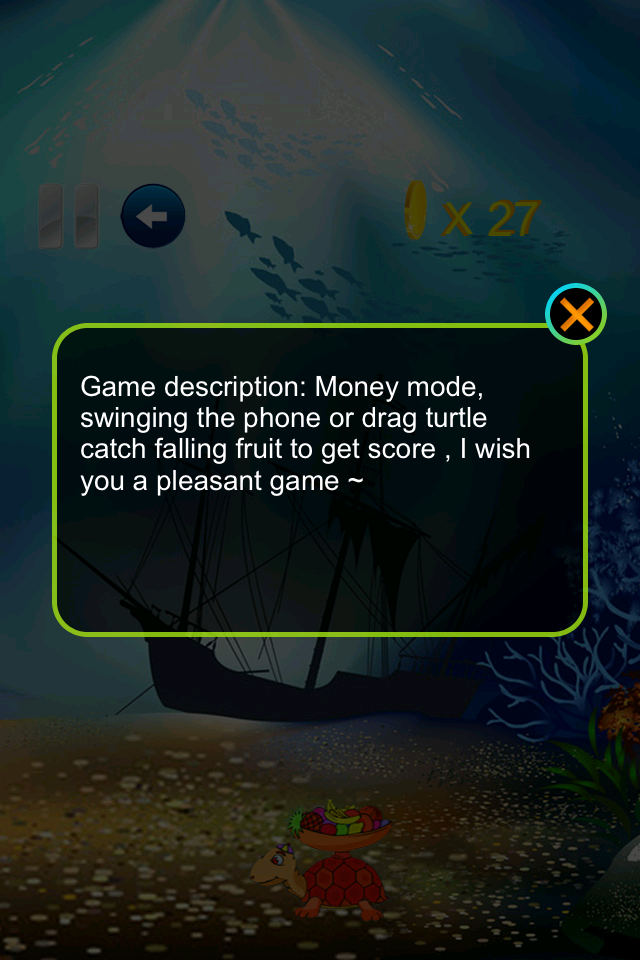 X 27
Game description: Money mode,
swinging the phone or drag turtle
catch falling fruit to get score , I wish
you a pleasant game ~